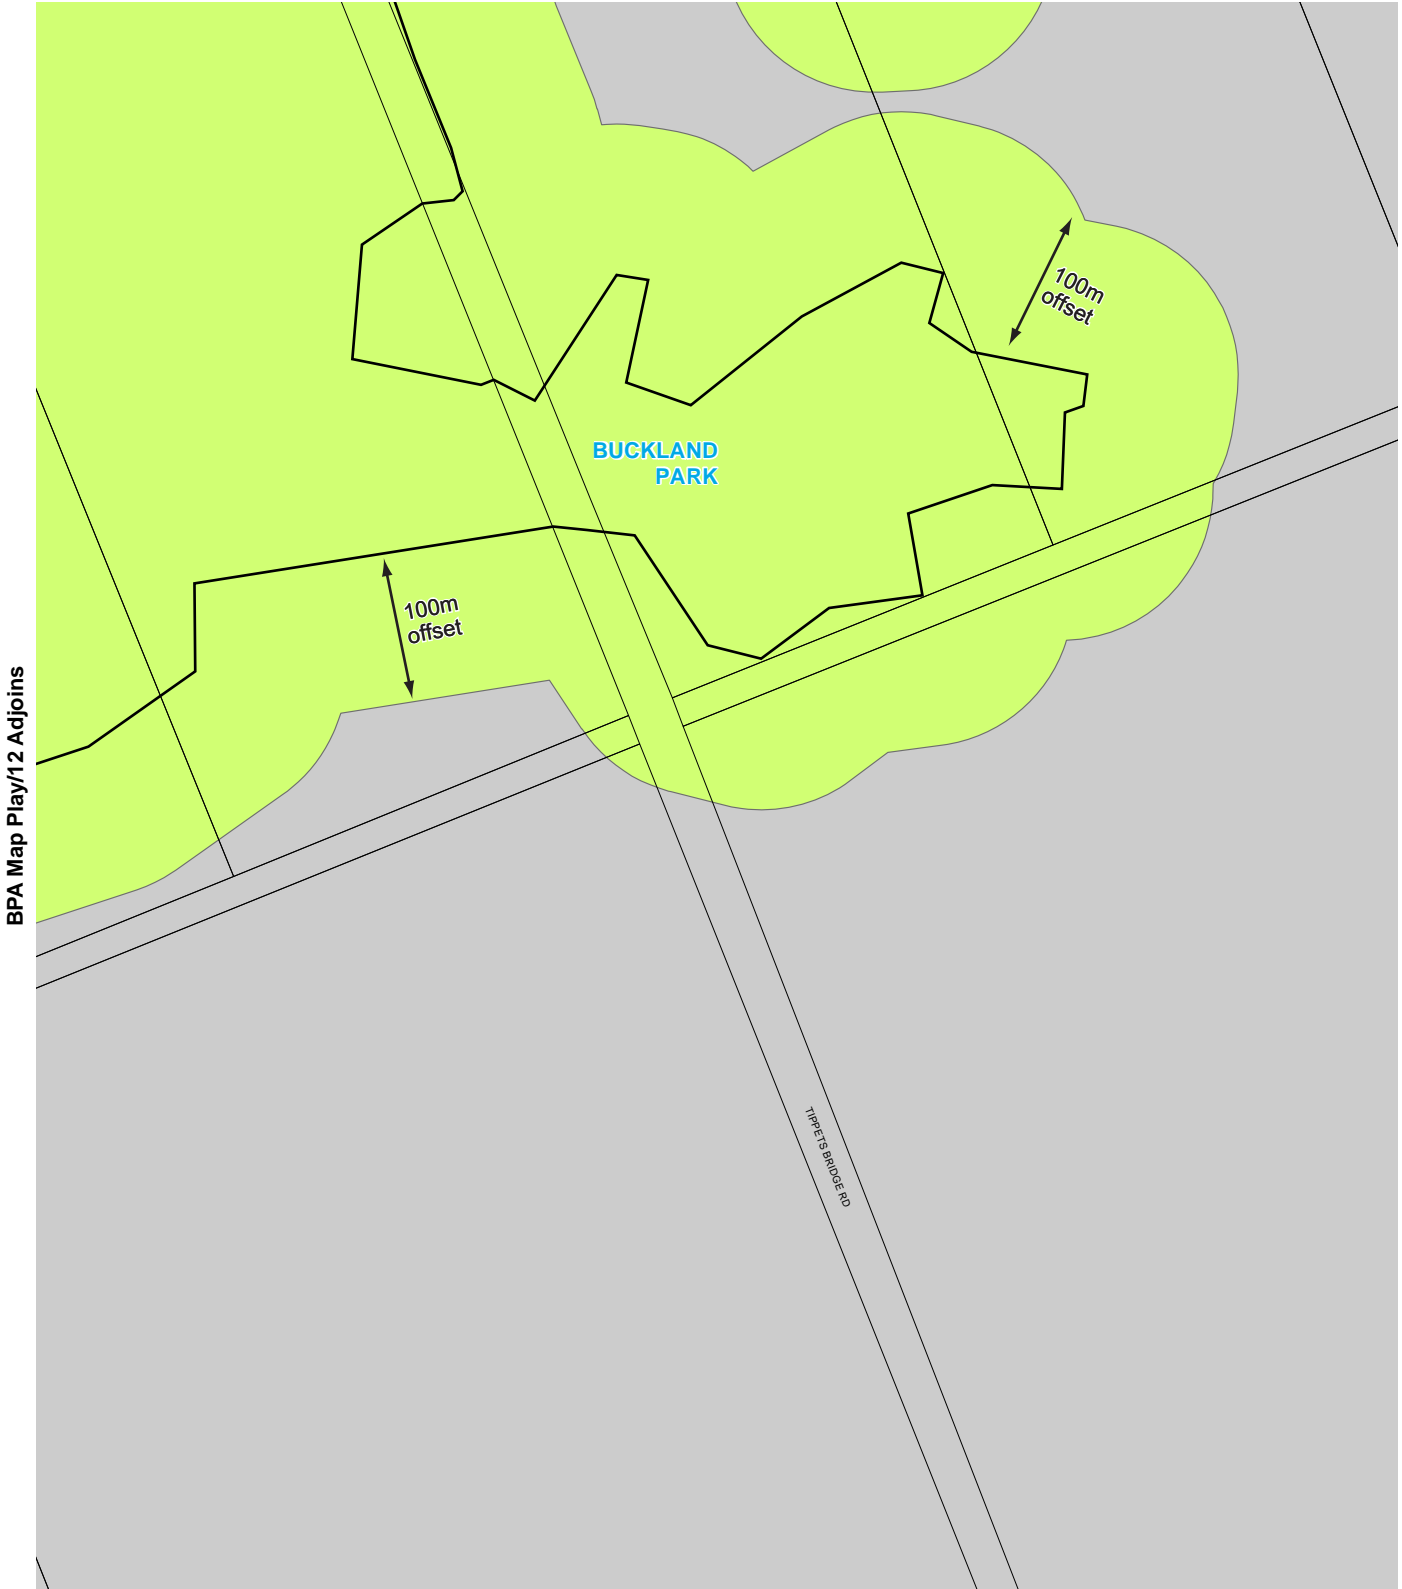 100m
offset
BUCKLAND
PARK
100m
offset
BPA Map Play/12 Adjoins
TIPPETS BRIDGE RD